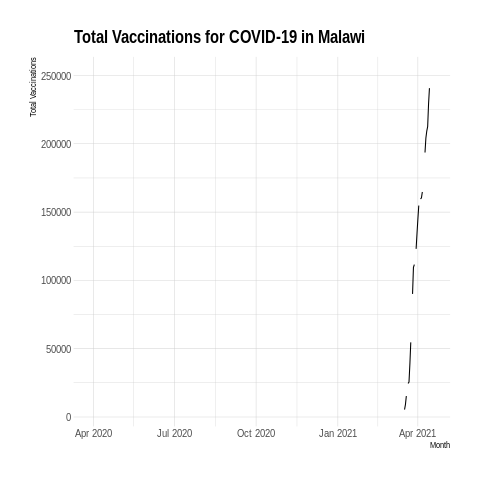 Total Vaccinations for COVID-19 in Malawi
Total Vaccinations
250000
200000
150000
100000
50000
0
Apr 2020 Jul 2020 Oct 2020 Jan 2021 Apr 2021
Month